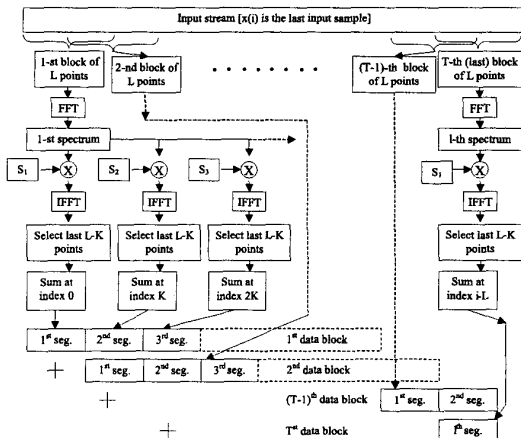 Input stream [x(i) is the last input sample]
1-st block of L points
2-nd block of L points
(T-1)-th block of L points
T-th (last) block of L points
FFT
FFT
1-st spectrum
l-th spectrum
S1
X
S2
X
S3
X
S1
X
IFFT
IFFT
IFFT
IFFT
Select last L-K points
Select last L-K points
Select last L-K points
Select last L-K points
Sum at index 0
Sum at index K
Sum at index 2K
Sum at index i-L
1st seg.
2nd seg.
3rd seg.
1st data block
+
1st seg.
2nd seg.
3rd seg.
2nd data block
+
(T-1)th data block
1st seg.
2nd seg.
+
Tst data block
lth seg.